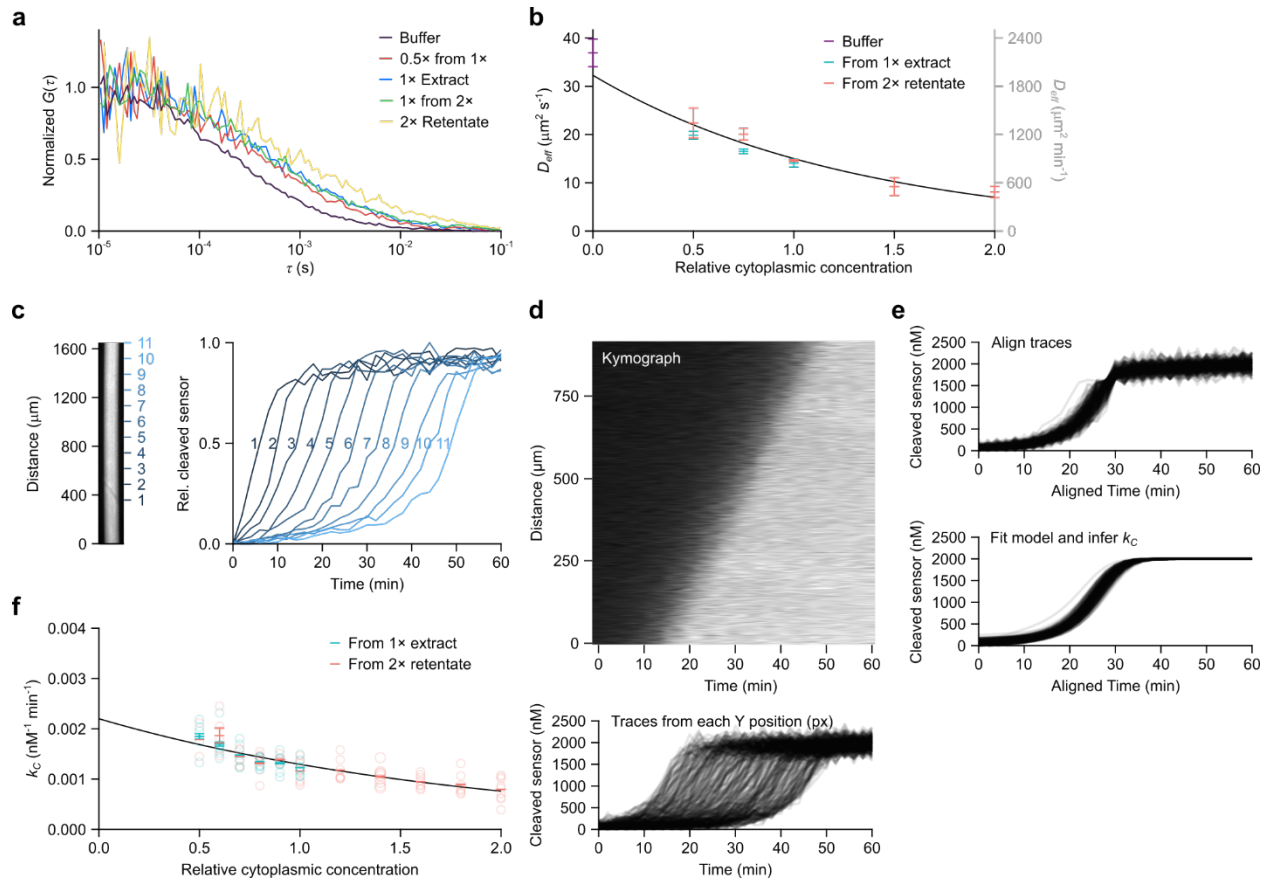 a
Normalized G(τ)
1.0
0.5
0.0
10⁻⁵
10⁻⁴
10⁻³
10⁻²
10⁻¹
τ (s)
Buffer
0.5× from 1×
1× Extract
1× from 2×
2× Retentate
b
D_eff (μm² s⁻¹)
40
30
20
10
0
0.0
0.5
1.0
1.5
2.0
Relative cytoplasmic concentration
Buffer
From 1× extract
From 2× retentate
2400
1800
1200
600
0
D_eff (μm² min⁻¹)
c
Distance (μm)
1600
1200
800
400
0
11
10
9
8
7
6
5
4
3
2
1
Rel. cleaved sensor
1.0
0.5
0.0
1 2 3 4 5 6 7 8 9 10 11
0 10 20 30 40 50 60
Time (min)
d
Kymograph
Distance (μm)
750
500
250
0
0 10 20 30 40 50 60
Time (min)
Traces from each Y position (px)
Cleaved sensor (nM)
2500
2000
1500
1000
500
0
0 10 20 30 40 50 60
Time (min)
e
Align traces
Cleaved sensor (nM)
2500
2000
1500
1000
500
0
0 10 20 30 40 50 60
Aligned Time (min)
Fit model and infer k_C
Cleaved sensor (nM)
2500
2000
1500
1000
500
0
0 10 20 30 40 50 60
Aligned Time (min)
f
k_C (nM⁻¹ min⁻¹)
0.004
0.003
0.002
0.001
0.000
From 1× extract
From 2× retentate
0.0 0.5 1.0 1.5 2.0
Relative cytoplasmic concentration